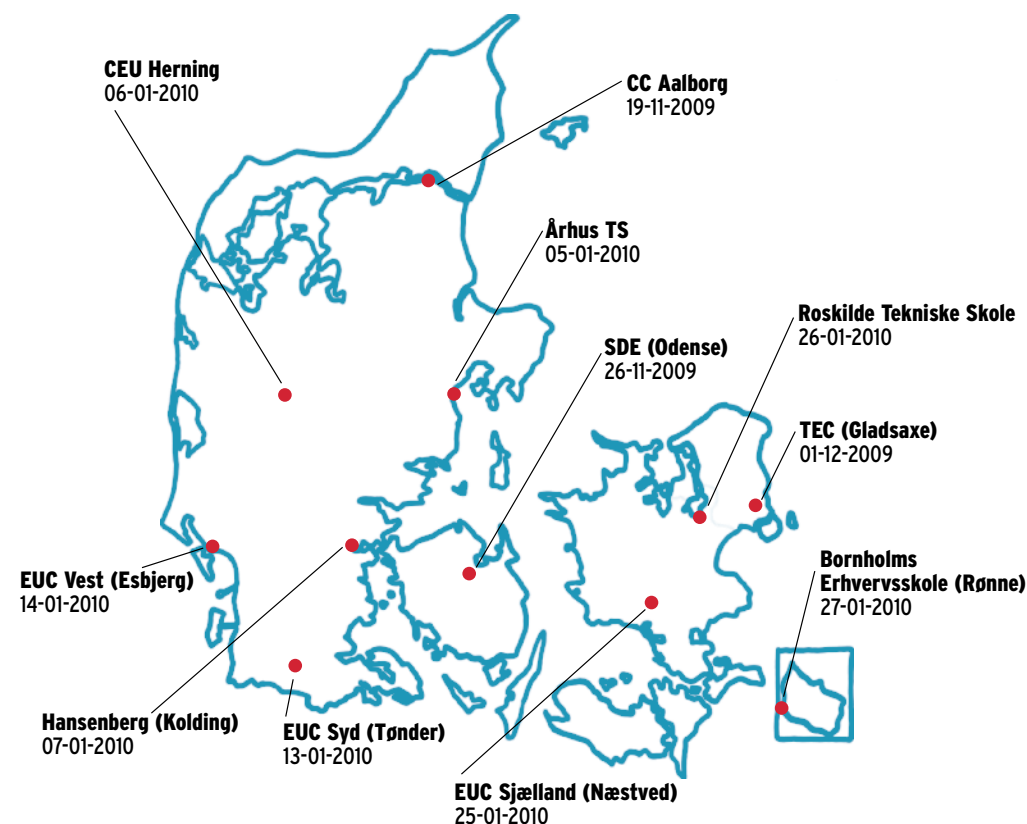 CEU Herning
06-01-2010
CC Aalborg
19-11-2009
Århus TS
05-01-2010
Roskilde Tekniske Skole
26-01-2010
SDE (Odense)
26-11-2009
TEC (Gladsaxe)
01-12-2009
Bornholms
Erhvervsskole (Rønne)
27-01-2010
EUC Vest (Esbjerg)
14-01-2010
Hansenberg (Kolding)
07-01-2010
EUC Syd (Tønder)
13-01-2010
EUC Sjælland (Næstved)
25-01-2010